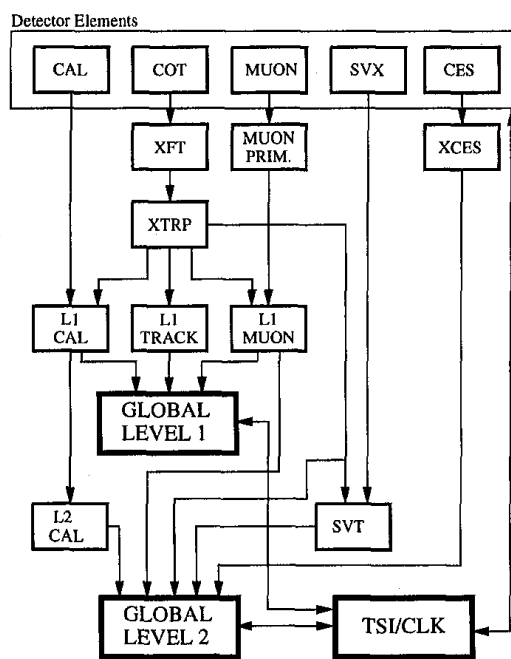 Detector Elements
CAL
COT
MUON
SVX
CES
XFT
MUON
PRIM.
XCES
XTRP
L1
CAL
L1
TRACK
L1
MUON
GLOBAL
LEVEL 1
L2
CAL
SVT
GLOBAL
LEVEL 2
TSI/CLK